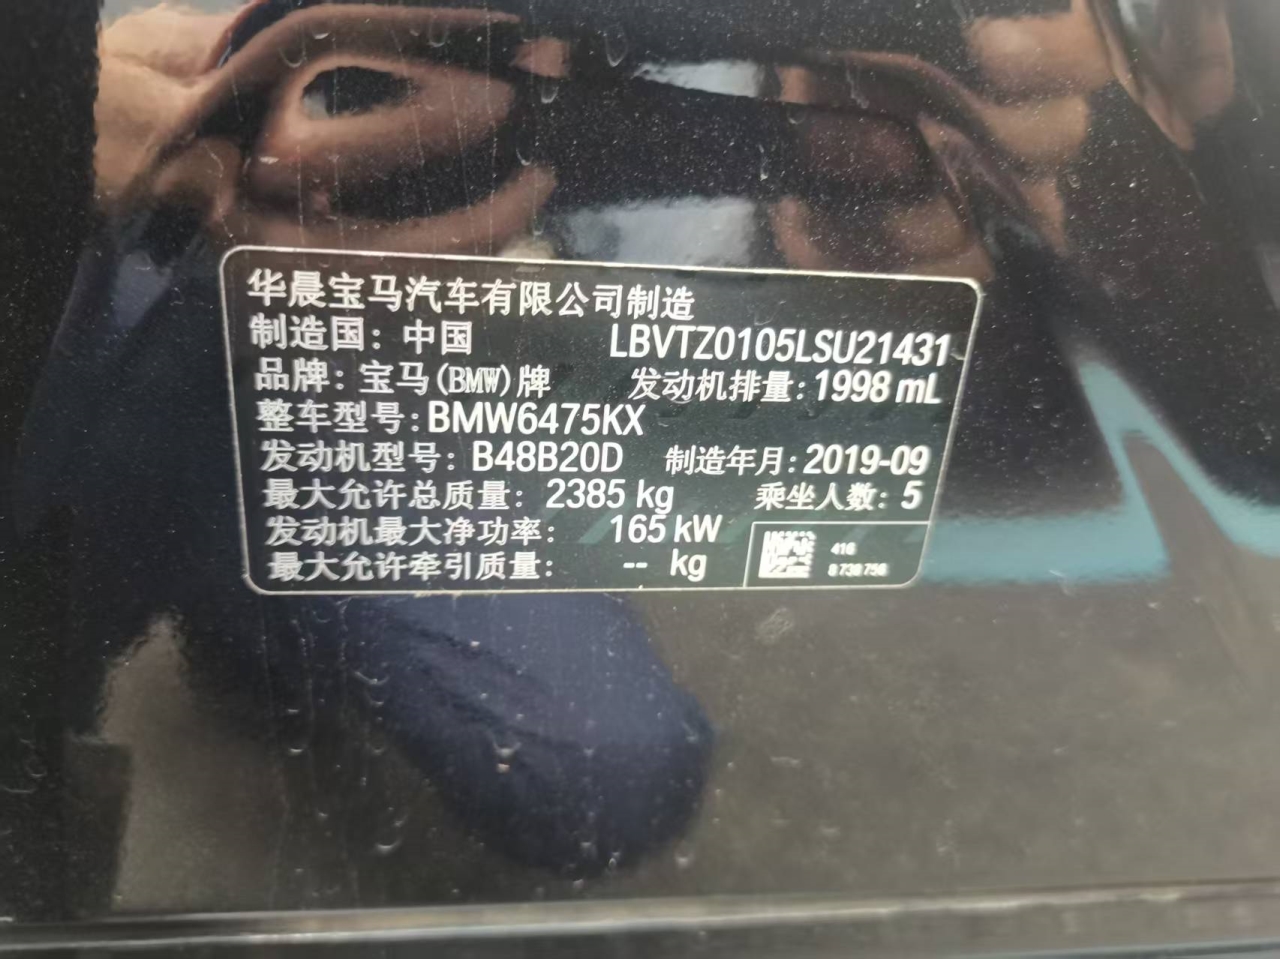 华晨宝马汽车有限公司制造
制造国：中国 LBVTZ0105LSU21431
品牌：宝马(BMW)牌 发动机排量：1998 mL
整车型号：BMW6475KX
发动机型号：B48B20D 制造年月：2019-09
最大允许总质量：2385 kg 乘坐人数：5
发动机最大净功率：165 kW
416
最大允许牵引质量：-- kg
8 738 756